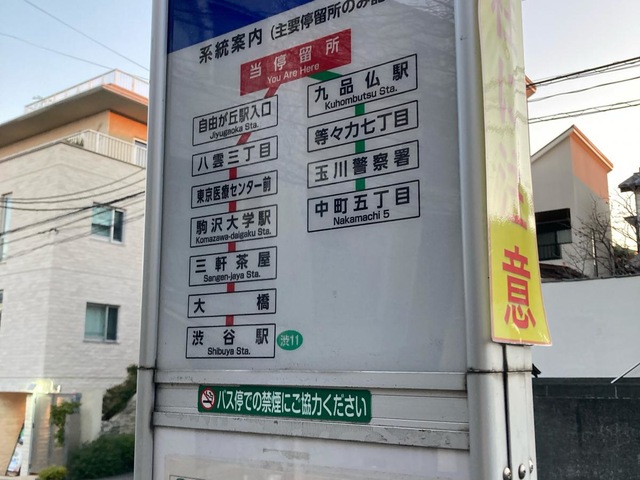 系統案内（主要停留所のみ記
当停留所
You Are Here
自由が丘駅入口
Jiyugaoka Sta.
八雲三丁目
東京医療センター前
駒沢大学駅
Komazawa-daigaku Sta.
三軒茶屋
Sangen-jaya Sta.
大橋
渋谷駅
Shibuya Sta.
渋11
九品仏駅
Kuhombutsu Sta.
等々力七丁目
玉川警察署
中町五丁目
Nakamachi 5
バス停での禁煙にご協力ください
注意